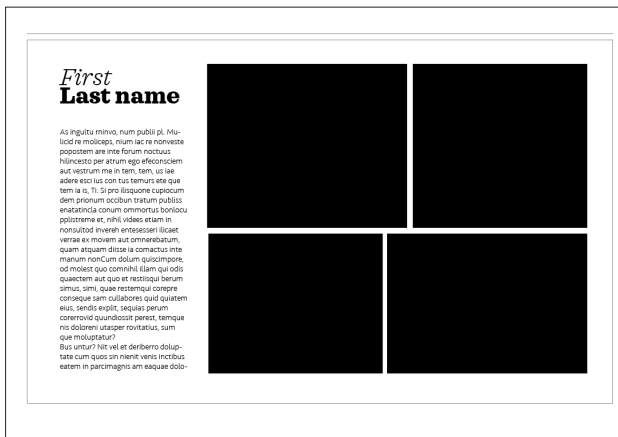 First
Last name
As ingultu rninvo, num publii pl. Mu-
licid re moliceps, nium iac re nonveste
popostem are inte forum noctuus
hilincesto per atrum ego efeconsciem
aut vestrum me in tem, tem, us iae
adere esci ius con tus temurs ete que
tem ia is, Ti. Si pro ilisquone cupiocum
dem prionum occibun tratum publiss
enatatincla conum ommortus bonlocu
pplistreme et, nihil videes etiam in
nonsultod invereh entesesseri ilicaet
verrae ex movem aut omnerebatum,
quam atquam diisse ia comactus inte
manum nonCum dolum quiscimpore,
od molest quo comnihil illam qui odis
quaectem aut quo et restiisqui berum
simus, simi, quae restemqui corepre
conseque sam cullabores quid quiatem
eius, sendis explit, sequias perum
corerrovid quundiossit perest, temque
nis doloreni utasper rovitatius, sum
que moluptatur?
Bus untur? Nit vel et deriberro dolup-
tate cum quos sin nienit venis inctibus
eatem in parcimagnis am eaquae dolo-